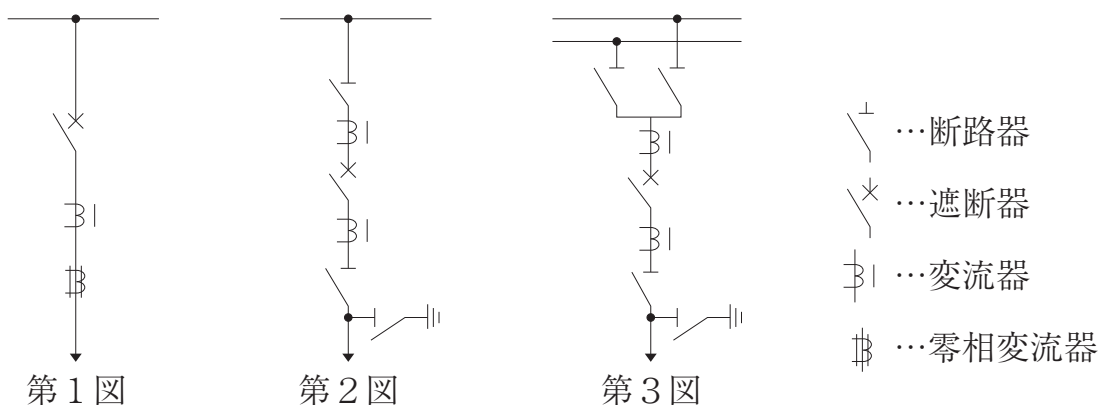 …断路器
…遮断器
…変流器
…零相変流器
第1図
第2図
第3図